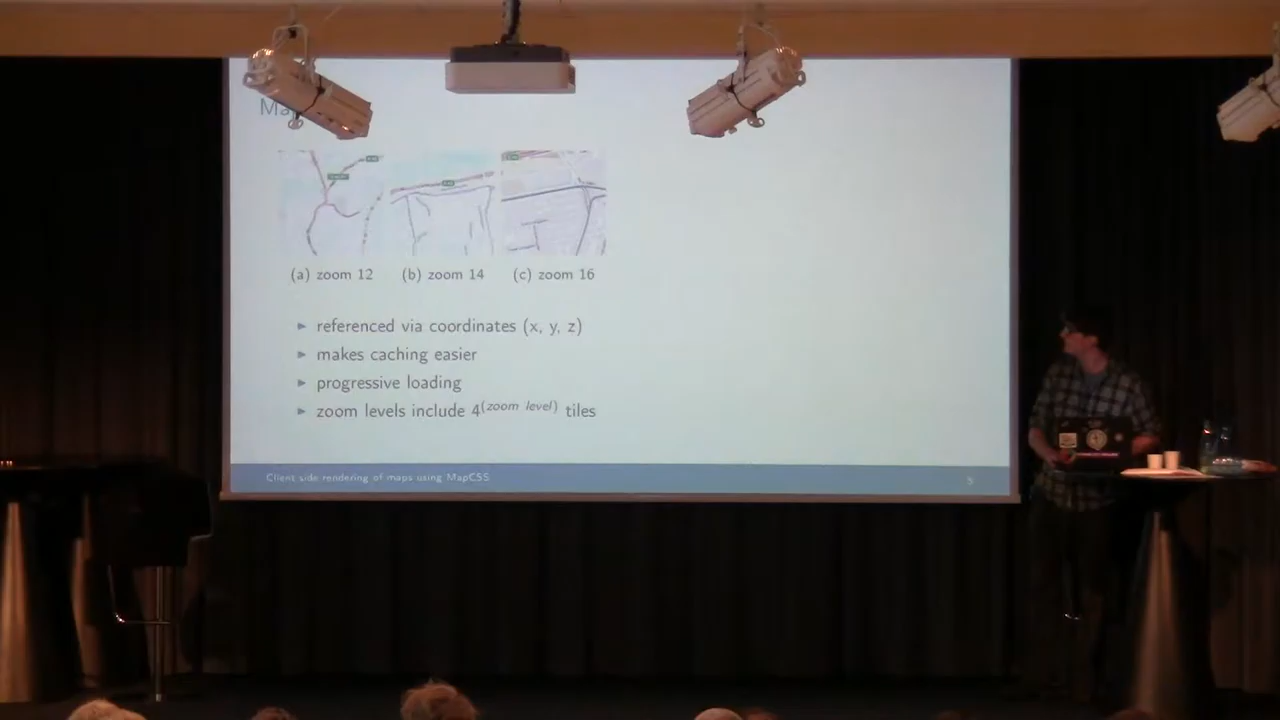 (a) zoom 12 (b) zoom 14 (c) zoom 16
▶ referenced via coordinates (x, y, z)
▶ makes caching easier
▶ progressive loading
▶ zoom levels include 4^(zoom level) tiles
Client side rendering of maps using MapCSS